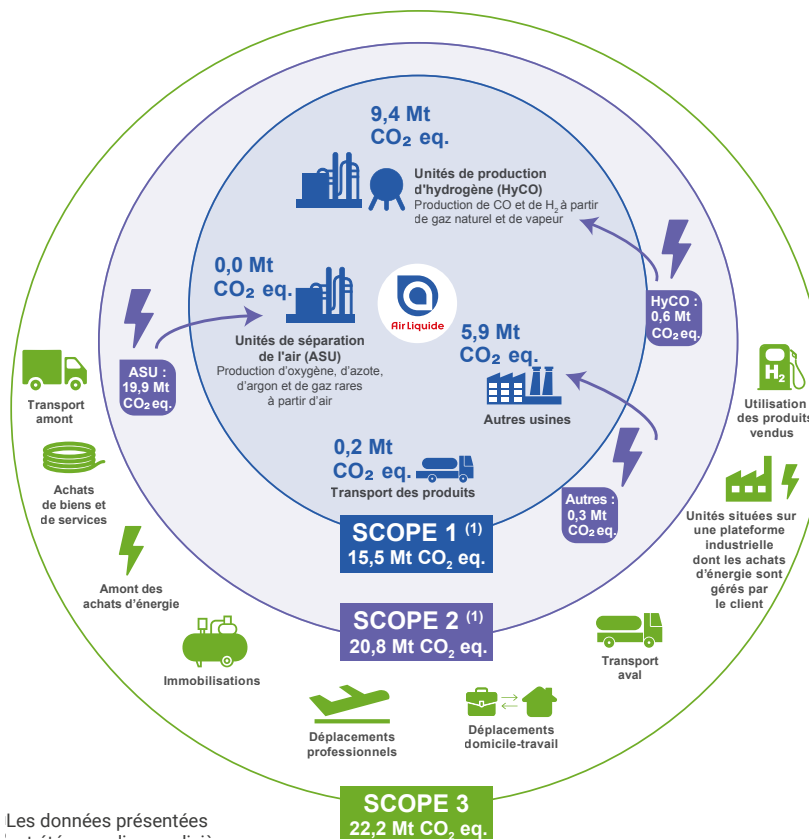 9,4 Mt
CO₂ eq.
Unités de production
d'hydrogène (HyCO)
Production de CO et de H₂ à partir
de gaz naturel et de vapeur
0,0 Mt
CO₂ eq.
Unités de séparation
de l'air (ASU)
Production d'oxygène, d'azote,
d'argon et de gaz rares
à partir d'air
Air Liquide
HyCO :
0,6 Mt
CO₂ eq.
ASU :
19,9 Mt
CO₂ eq.
5,9 Mt
CO₂ eq.
Autres usines
0,2 Mt
CO₂ eq.
Transport des produits
Autres :
0,3 Mt
CO₂ eq.
SCOPE 1 (1)
15,5 Mt CO₂ eq.
SCOPE 2 (1)
20,8 Mt CO₂ eq.
Transport
amont
Achats
de biens et
de services
Amont des
achats d'énergie
Immobilisations
Déplacements
professionnels
Déplacements
domicile-travail
Transport
aval
H₂
Utilisation
des produits
vendus
Unités situées sur
une plateforme
industrielle
dont les achats
d'énergie sont
gérés par
le client
SCOPE 3
22,2 Mt CO₂ eq.
Les données présentées